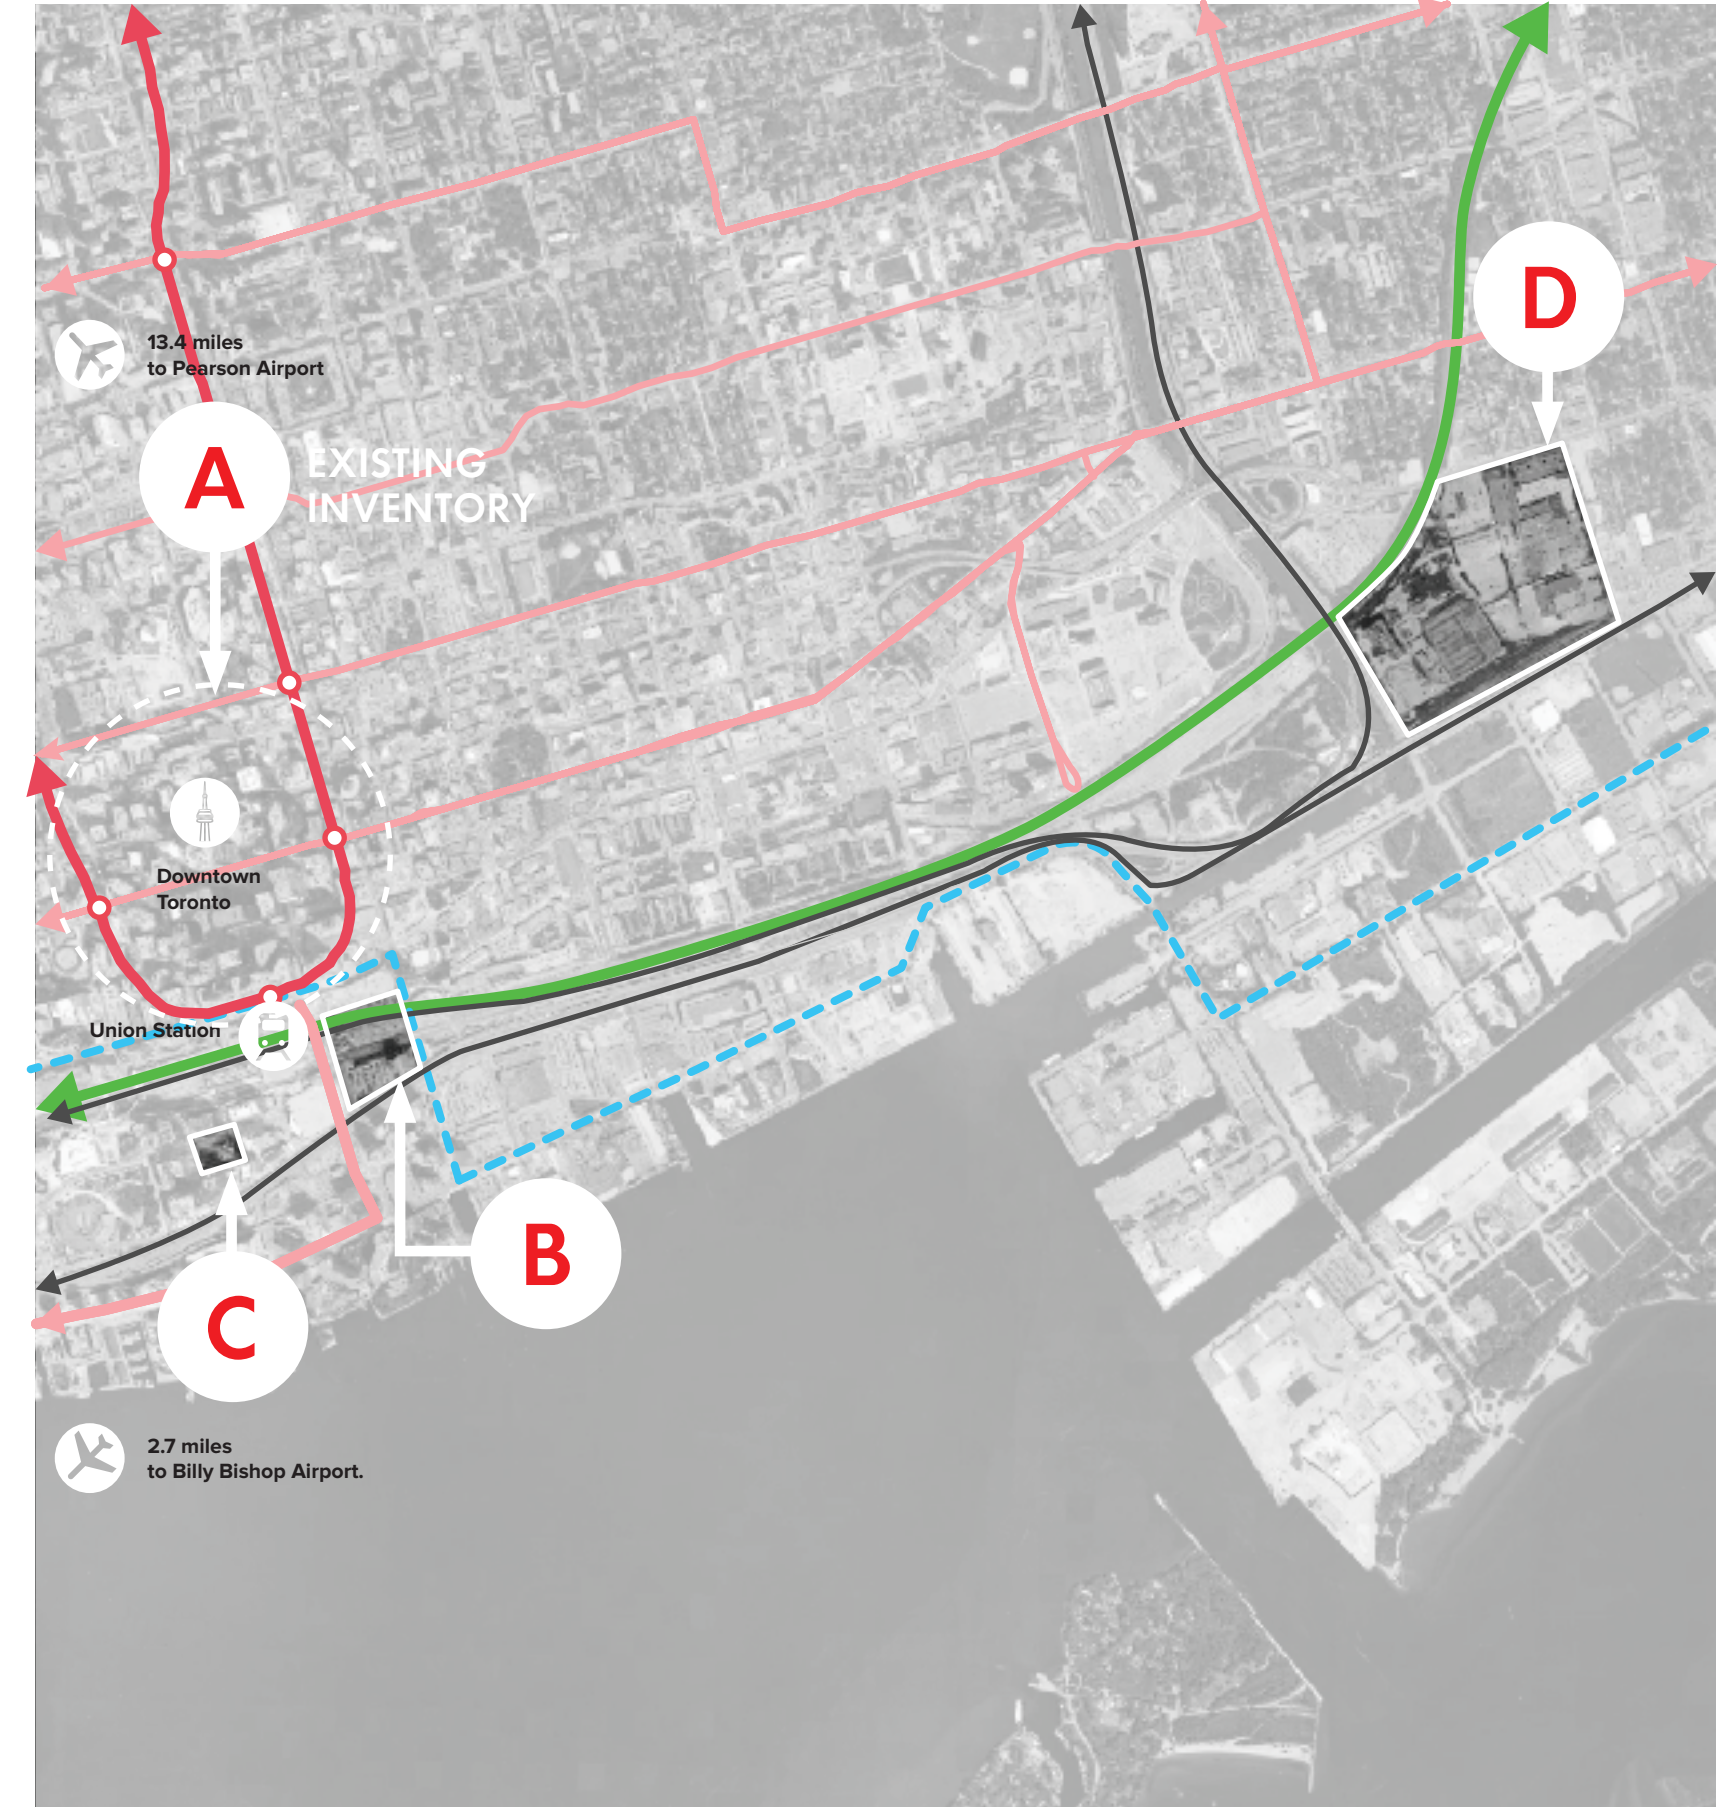 D
13.4 miles
to Pearson Airport
A
EXISTING
INVENTORY
Downtown
Toronto
Union Station
B
C
2.7 miles
to Billy Bishop Airport.